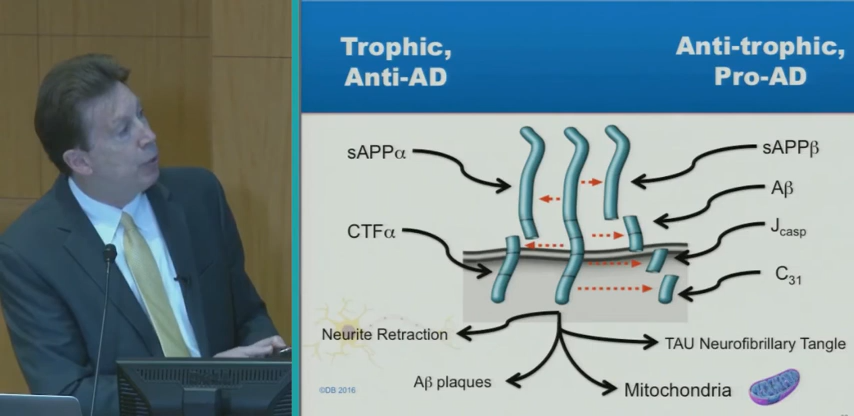 Trophic,
Anti-AD
Anti-trophic,
Pro-AD
sAPPα
CTFα
sAPPβ
Aβ
Jcasp
C31
Neurite Retraction
Aβ plaques
TAU Neurofibrillary Tangle
Mitochondria
©DB 2016